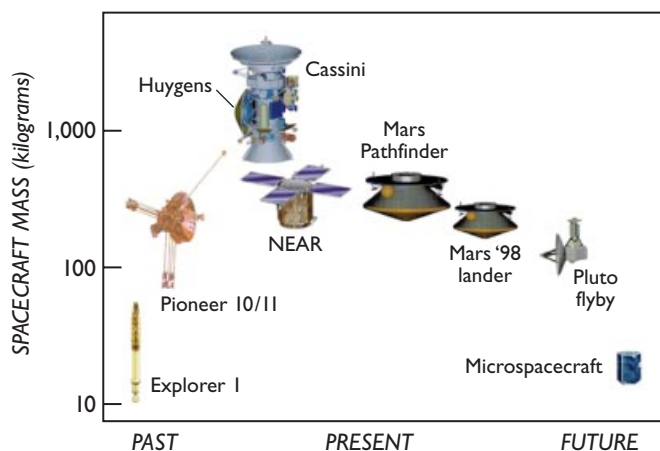 Huygens
Cassini
SPACECRAFT MASS (kilograms)
1,000
Mars
Pathfinder
NEAR
Mars ‘98
lander
100
Pluto
flyby
Pioneer 10/11
Microspacecraft
Explorer 1
10
PAST
PRESENT
FUTURE